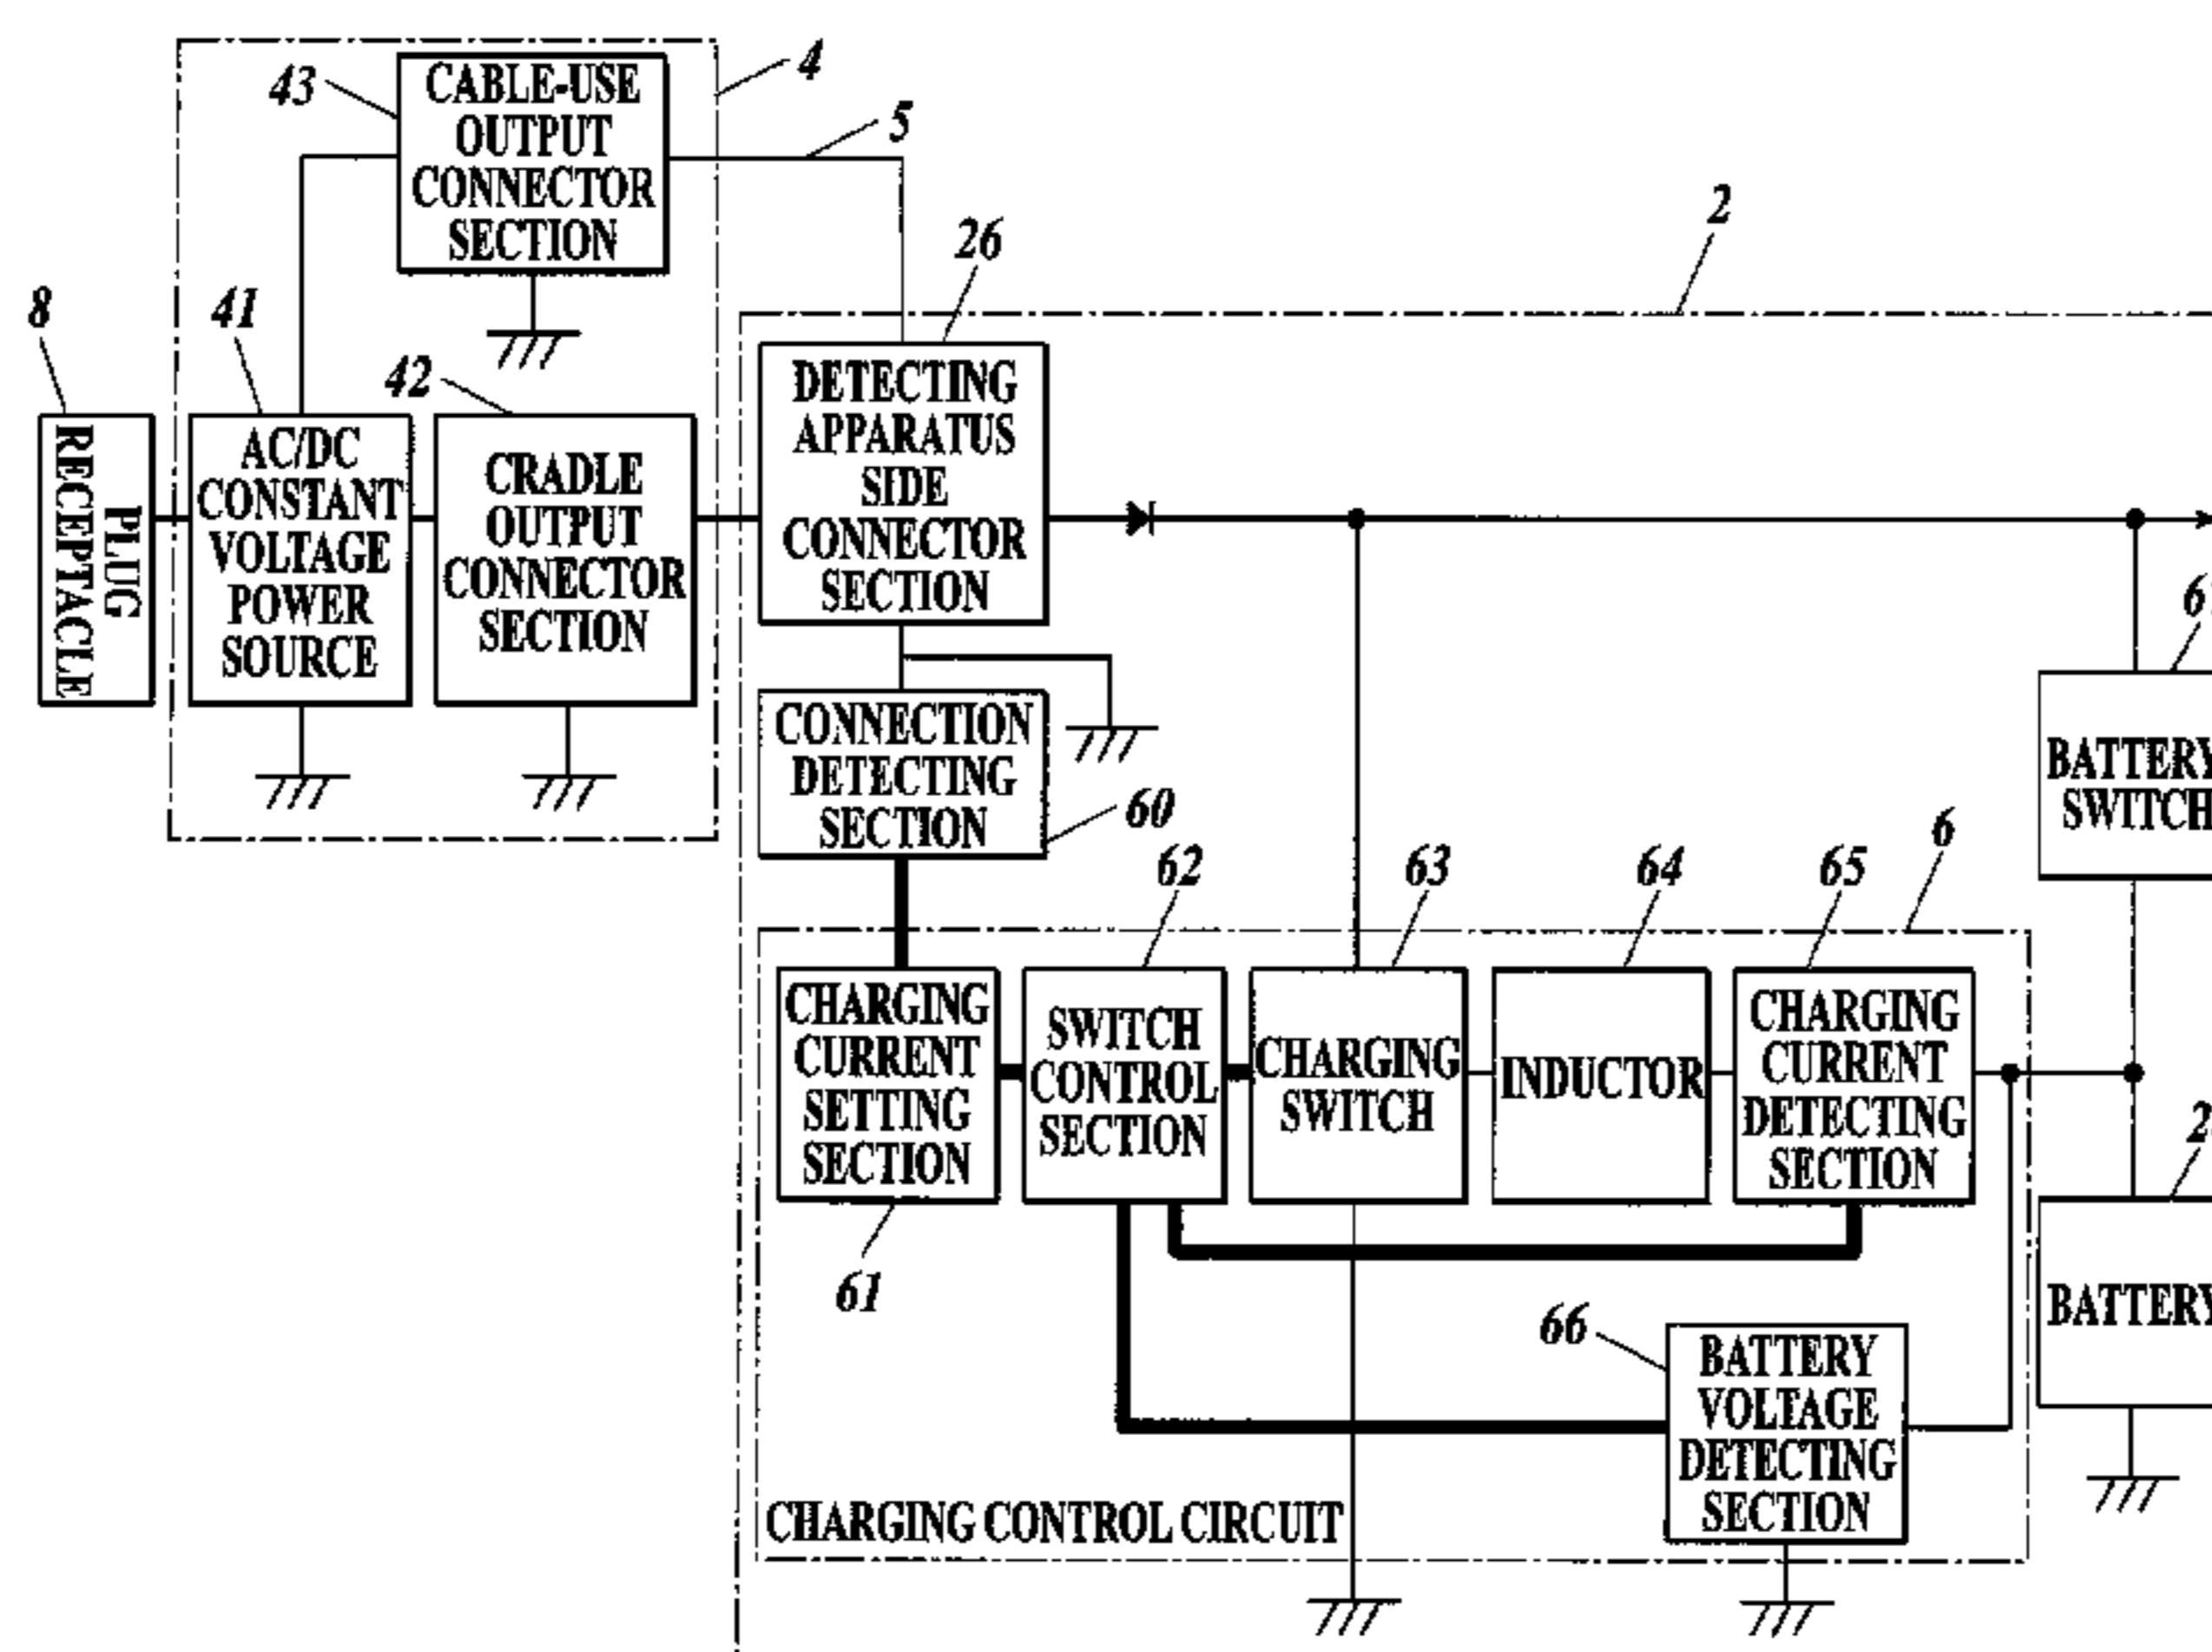 43
CABLE-USE
OUTPUT
CONNECTOR
SECTION
4
5
2
26
8
41
42
PLUG
RECEPTACLE
AC/DC
CONSTANT
VOLTAGE
POWER
SOURCE
CRADLE
OUTPUT
CONNECTOR
SECTION
DETECTING
APPARATUS
SIDE
CONNECTOR
SECTION
CONNECTION
DETECTING
SECTION
60
BATTERY
SWITCH
62
63
64
65
6
CHARGING
CURRENT
SETTING
SECTION
61
SWITCH
CONTROL
SECTION
CHARGING
SWITCH
INDUCTOR
CHARGING
CURRENT
DETECTING
SECTION
BATTERY
66
BATTERY
VOLTAGE
DETECTING
SECTION
CHARGING CONTROL CIRCUIT